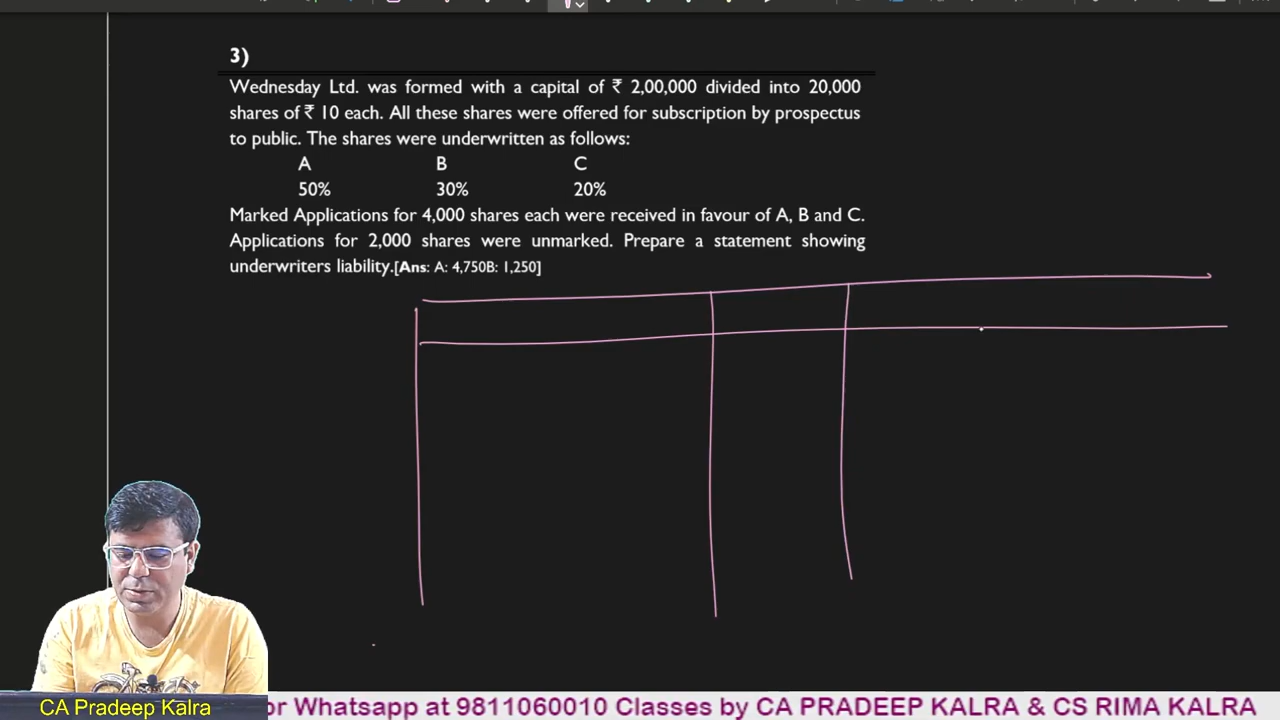 3)
Wednesday Ltd. was formed with a capital of ₹ 2,00,000 divided into 20,000
shares of ₹ 10 each. All these shares were offered for subscription by prospectus
to public. The shares were underwritten as follows:
A B C
50% 30% 20%
Marked Applications for 4,000 shares each were received in favour of A, B and C.
Applications for 2,000 shares were unmarked. Prepare a statement showing
underwriters liability.[Ans: A: 4,750B: 1,250]
CA Pradeep Kalra
or Whatsapp at 9811060010 Classes by CA PRADEEP KALRA & CS RIMA KALRA